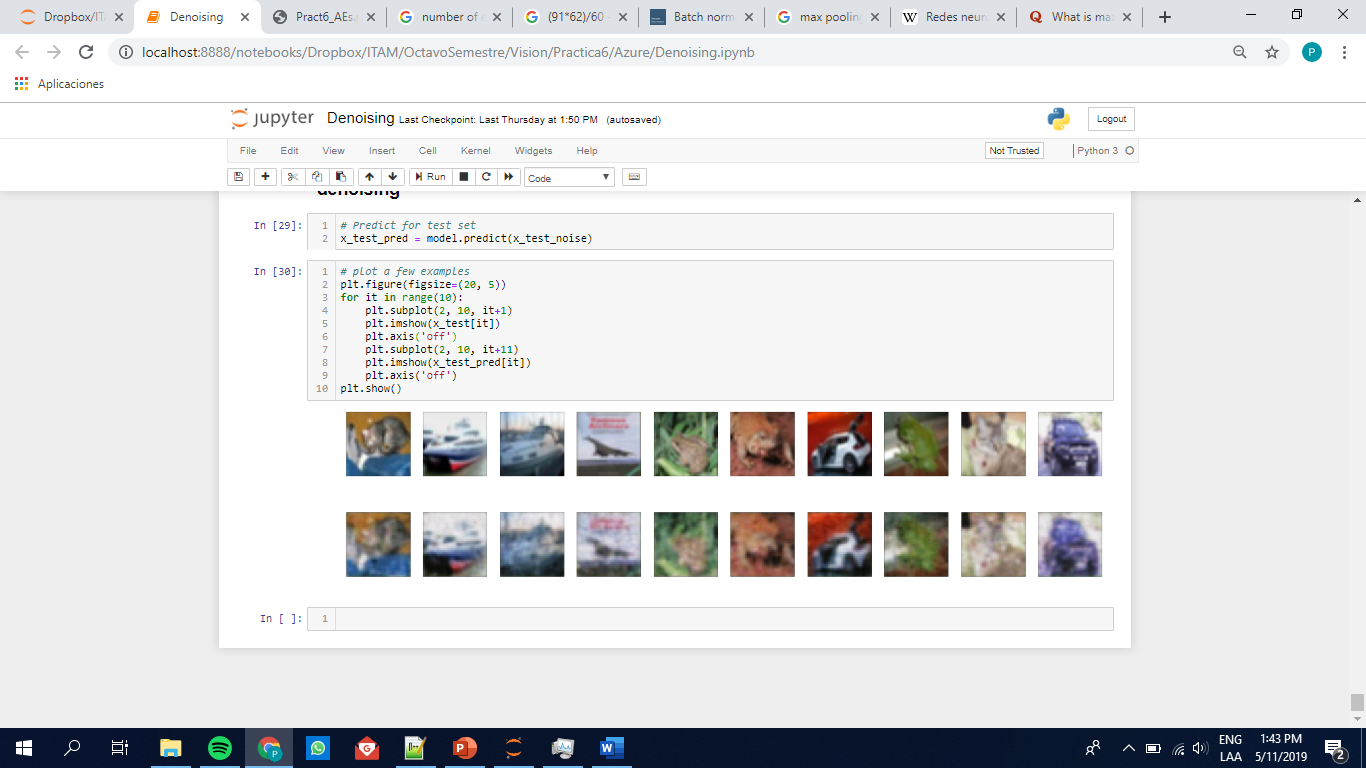 Dropbox/IT
Denoising
Pract6_AEs.
number of
(91*62)/60
Batch norm
max poolin
Redes neur
What is ma
localhost:8888/notebooks/Dropbox/ITAM/OctavoSemestre/Vision/Practica6/Azure/Denoising.ipynb
P
Aplicaciones
jupyter Denoising Last Checkpoint: Last Thursday at 1:50 PM (autosaved)
Logout
File Edit View Insert Cell Kernel Widgets Help
Not Trusted
Python 3
Run
Code
denoising
In [29]:
1 # Predict for test set
2 x_test_pred = model.predict(x_test_noise)
In [30]:
1 # plot a few examples
2 plt.figure(figsize=(20, 5))
3 for it in range(10):
4 plt.subplot(2, 10, it+1)
5 plt.imshow(x_test[it])
6 plt.axis('off')
7 plt.subplot(2, 10, it+11)
8 plt.imshow(x_test_pred[it])
9 plt.axis('off')
10 plt.show()
In [ ]:
1
ENG
LAA
1:43 PM
5/11/2019
2